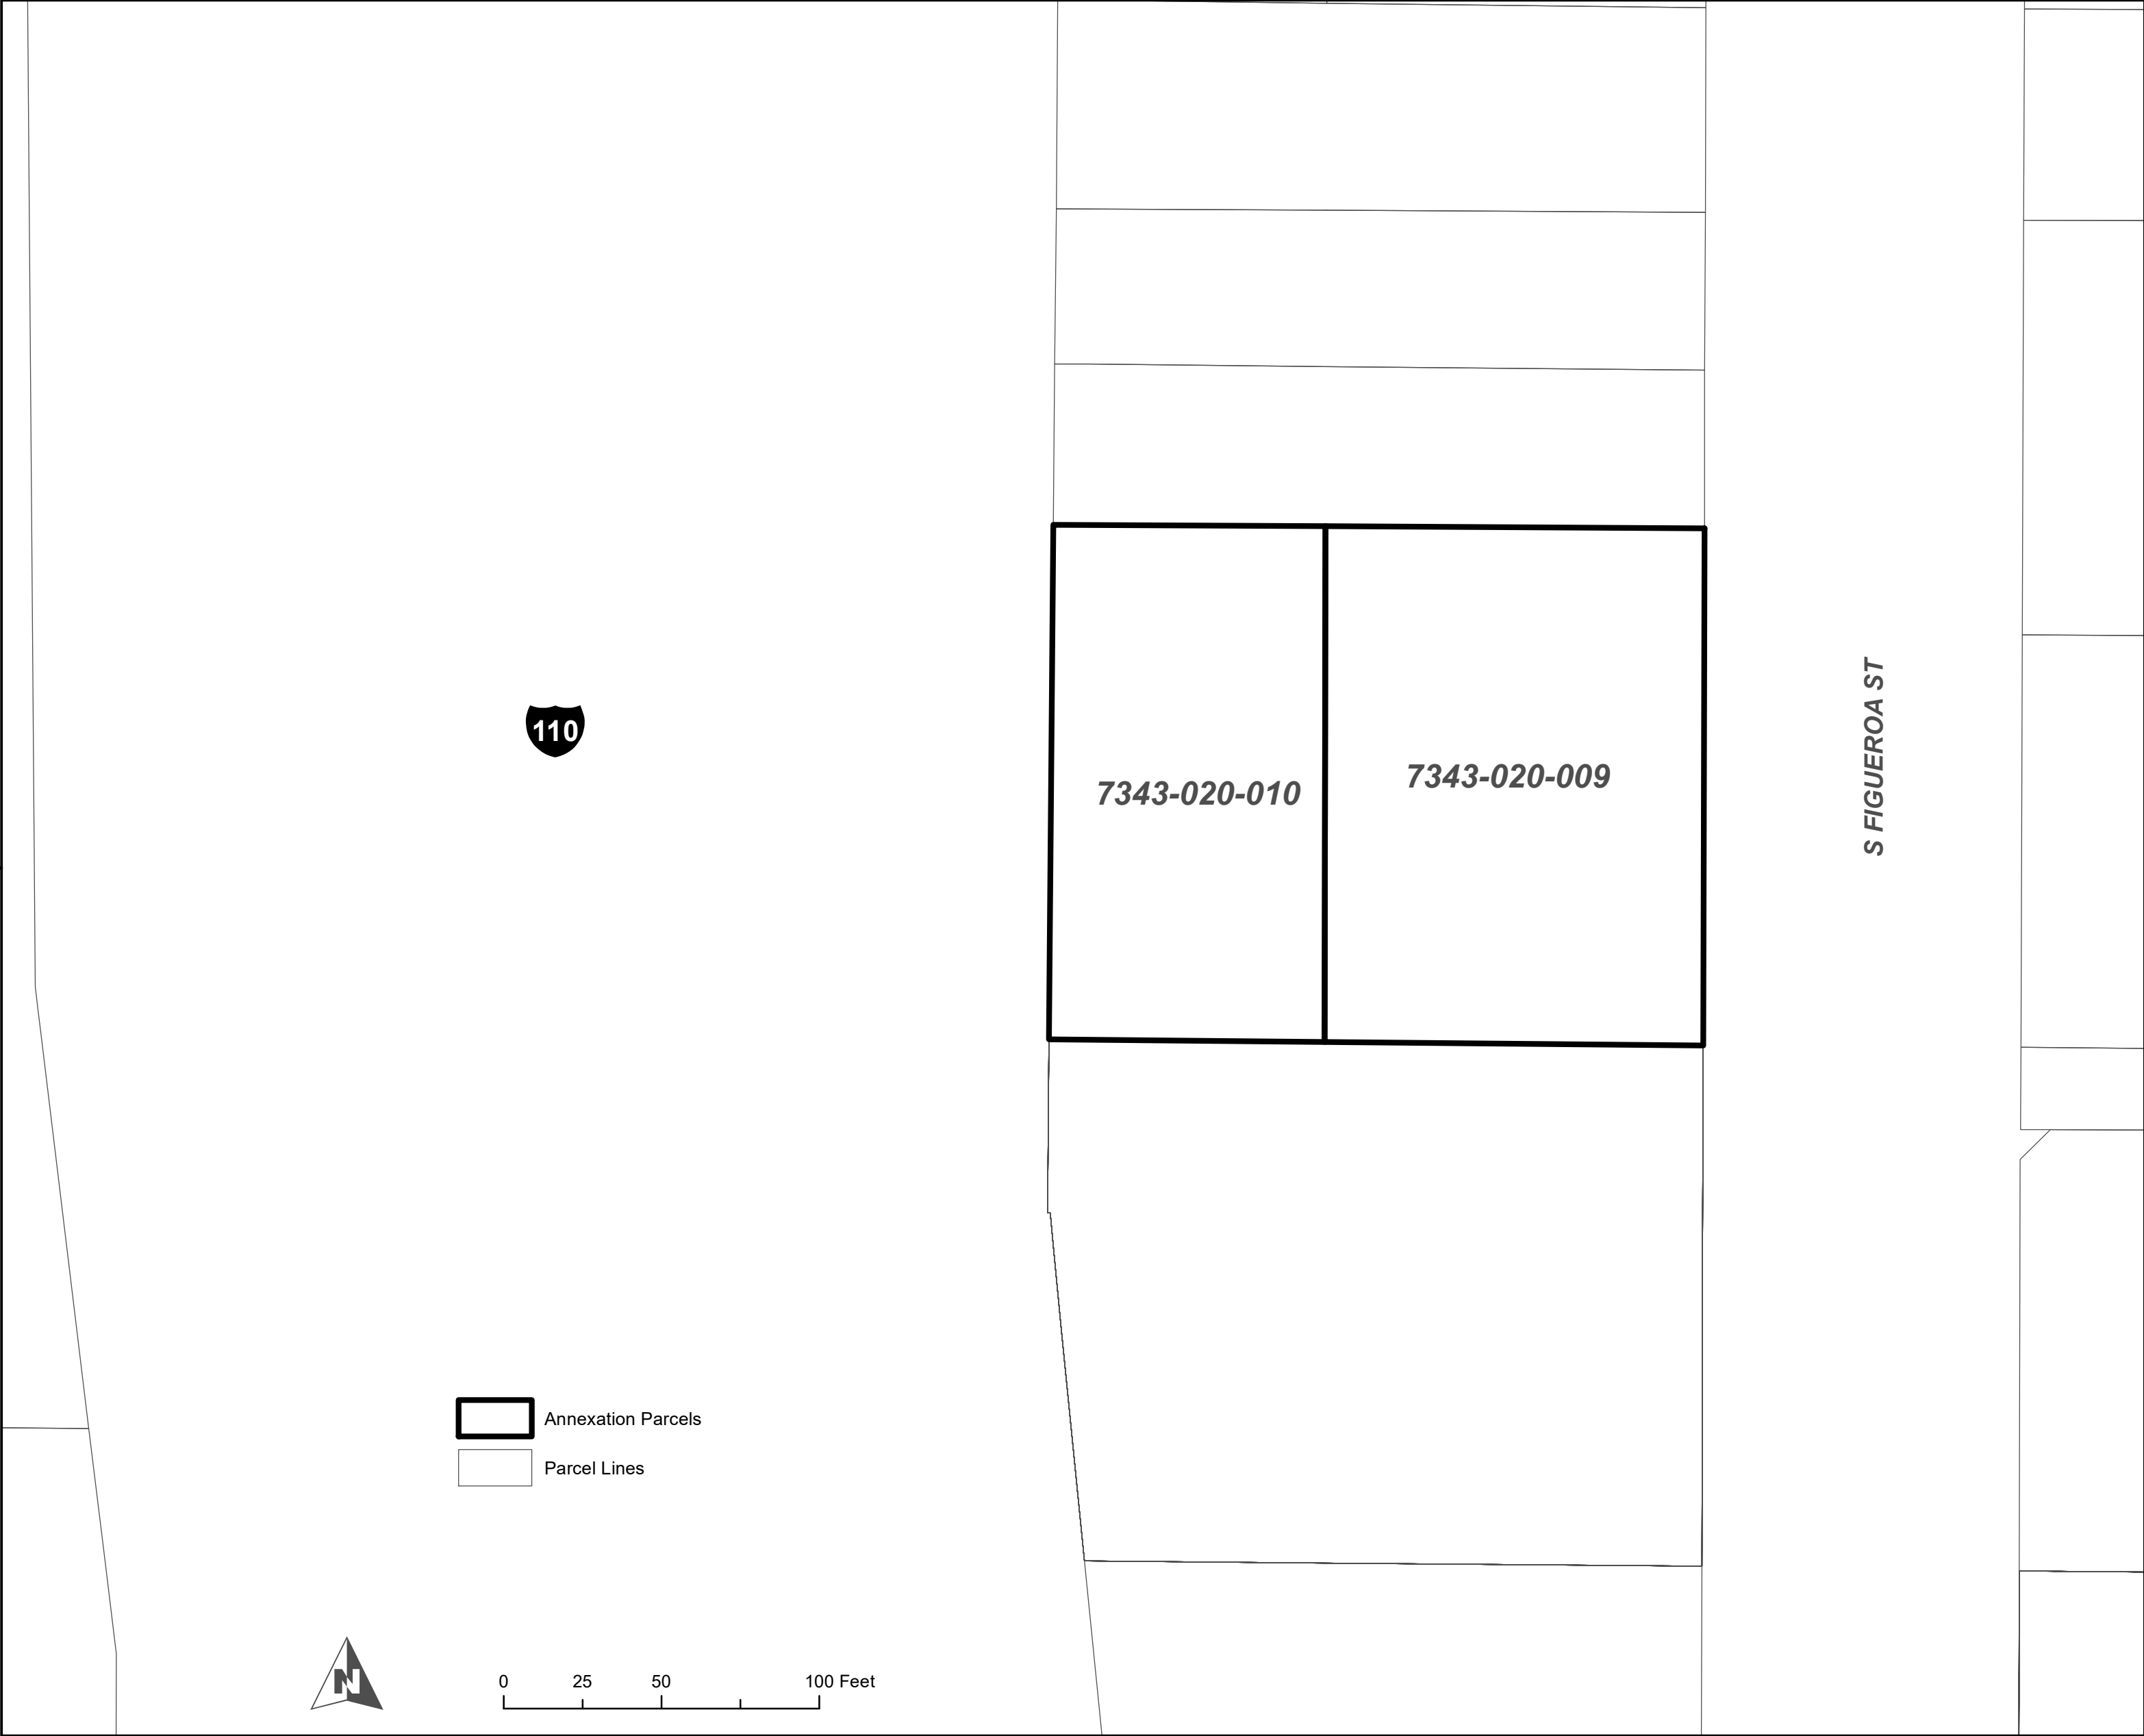 110
7343-020-010
7343-020-009
S FIGUEROA ST
Annexation Parcels
Parcel Lines
N
0 25 50 100 Feet